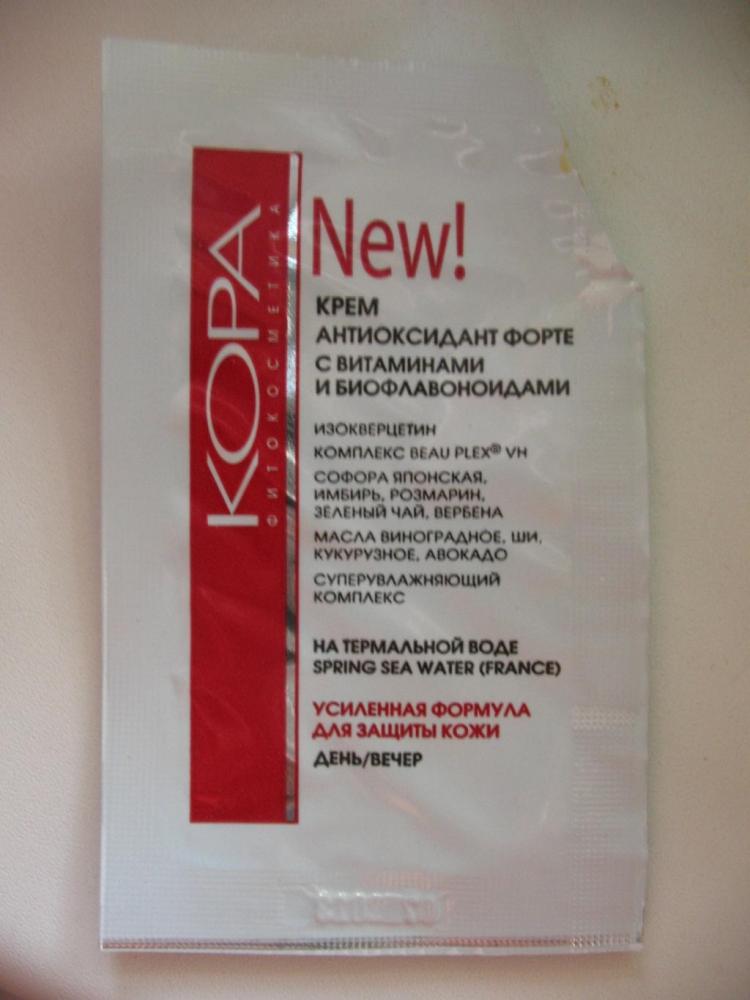 КОРА
ФИТОКОСМЕТИКА
New!
КРЕМ
АНТИОКСИДАНТ ФОРТЕ
С ВИТАМИНАМИ
И БИОФЛАВОНОИДАМИ
ИЗОКВЕРЦЕТИН
КОМПЛЕКС BEAU PLEX® VH
СОФОРА ЯПОНСКАЯ,
ИМБИРЬ, РОЗМАРИН,
ЗЕЛЕНЫЙ ЧАЙ, ВЕРБЕНА
МАСЛА ВИНОГРАДНОЕ, ШИ,
КУКУРУЗНОЕ, АВОКАДО
СУПЕРУВЛАЖНЯЮЩИЙ
КОМПЛЕКС
НА ТЕРМАЛЬНОЙ ВОДЕ
SPRING SEA WATER (FRANCE)
УСИЛЕННАЯ ФОРМУЛА
ДЛЯ ЗАЩИТЫ КОЖИ
ДЕНЬ/ВЕЧЕР